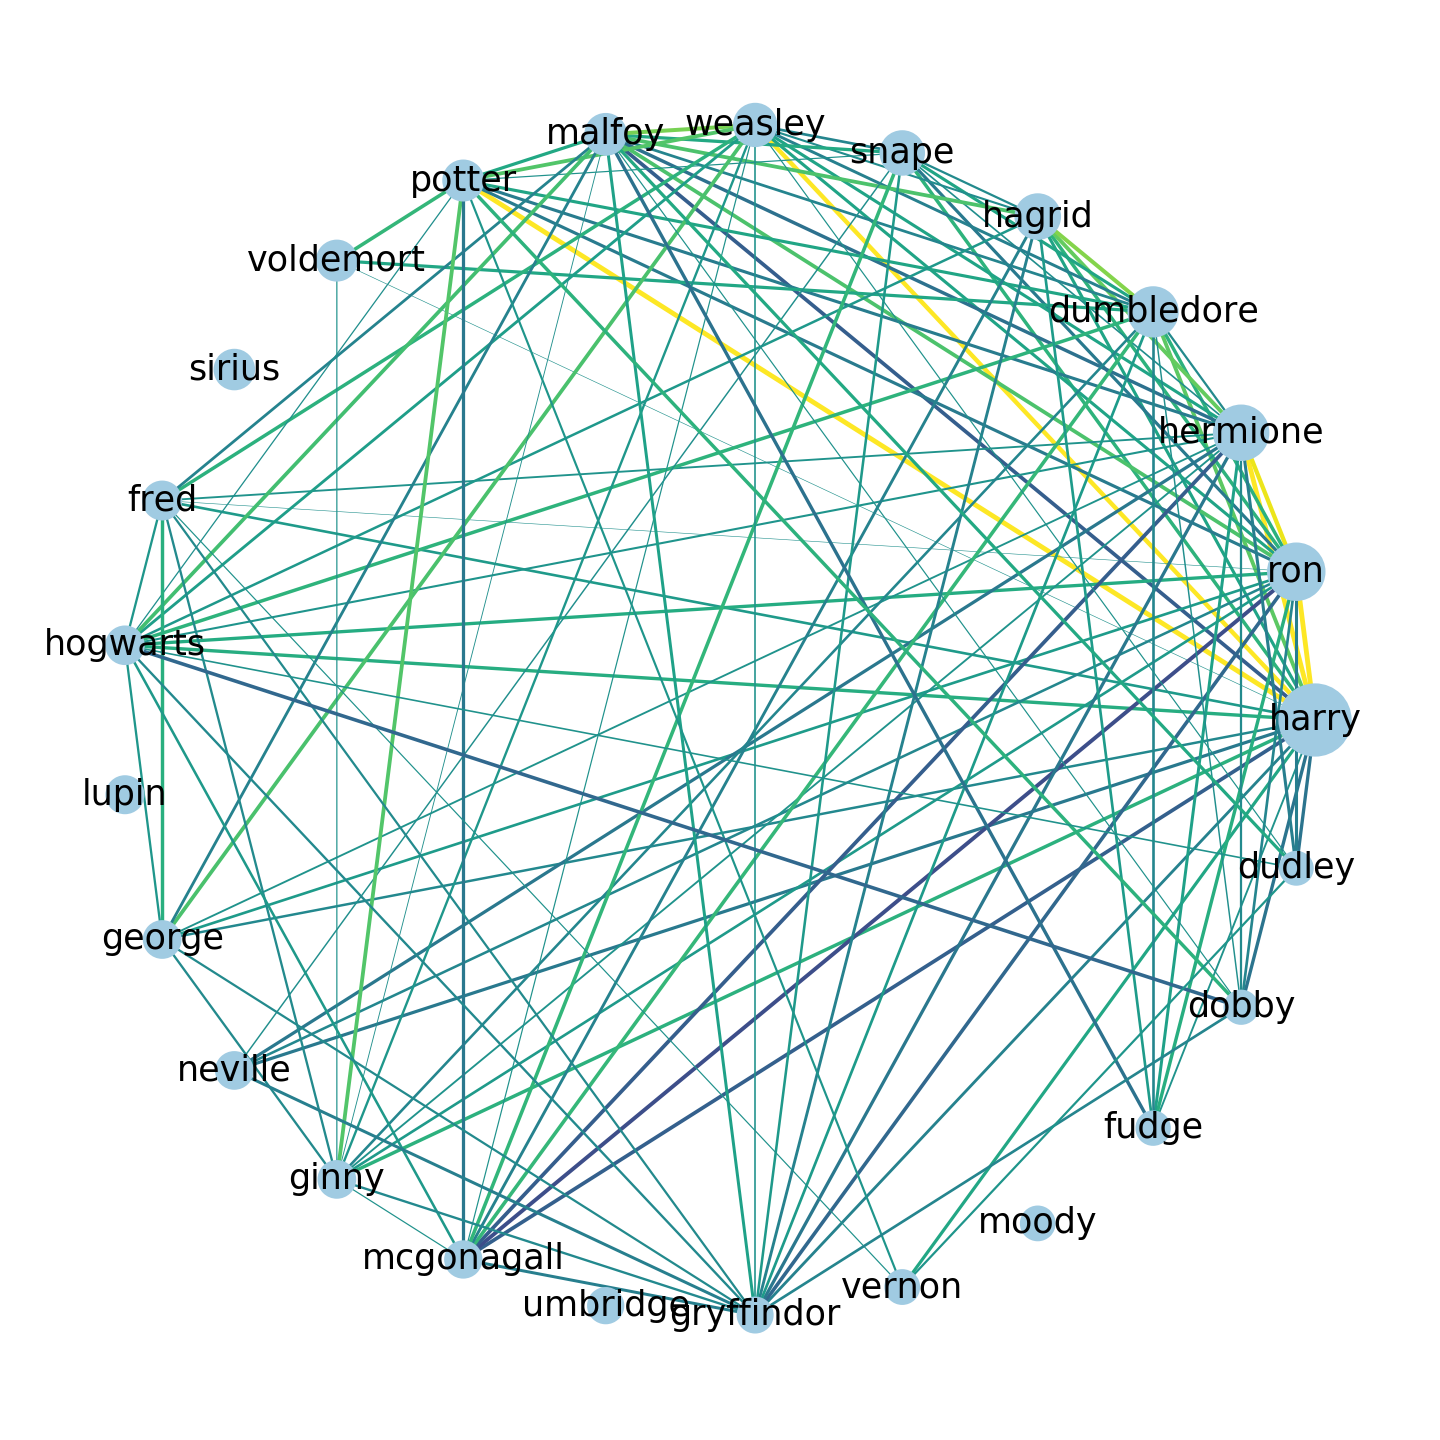 malfoy
weasley
snape
potter
hagrid
voldemort
dumbledore
sirius
hermione
fred
ron
hogwarts
harry
lupin
dudley
george
dobby
neville
fudge
ginny
moody
mcgonagall
vernon
umbridge
gryffindor